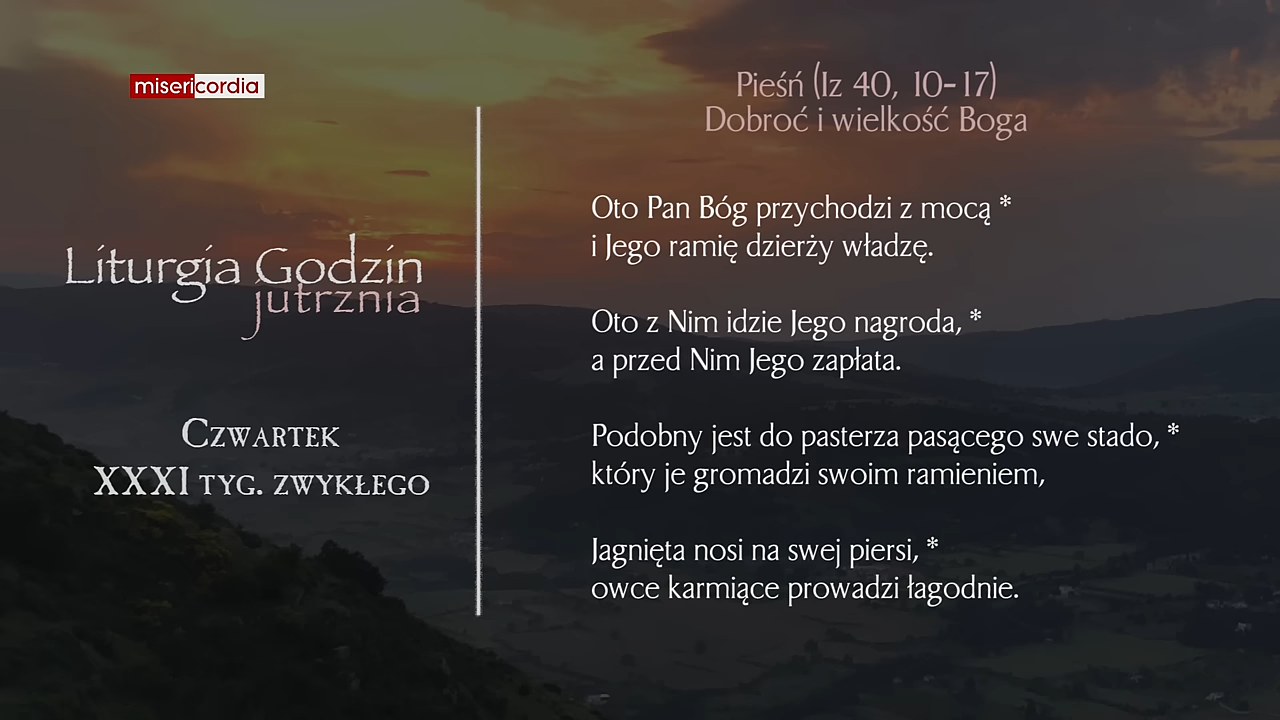 misericordia
Liturgia Godzin
jutrznia
Czwartek
XXXI tyg. zwykłego
Pieśń (Iz 40, 10-17)
Dobroć i wielkość Boga
Oto Pan Bóg przychodzi z mocą *
i Jego ramię dzierży władzę.
Oto z Nim idzie Jego nagroda, *
a przed Nim Jego zapłata.
Podobny jest do pasterza pasącego swe stado, *
który je gromadzi swoim ramieniem,
Jagnięta nosi na swej piersi, *
owce karmiące prowadzi łagodnie.